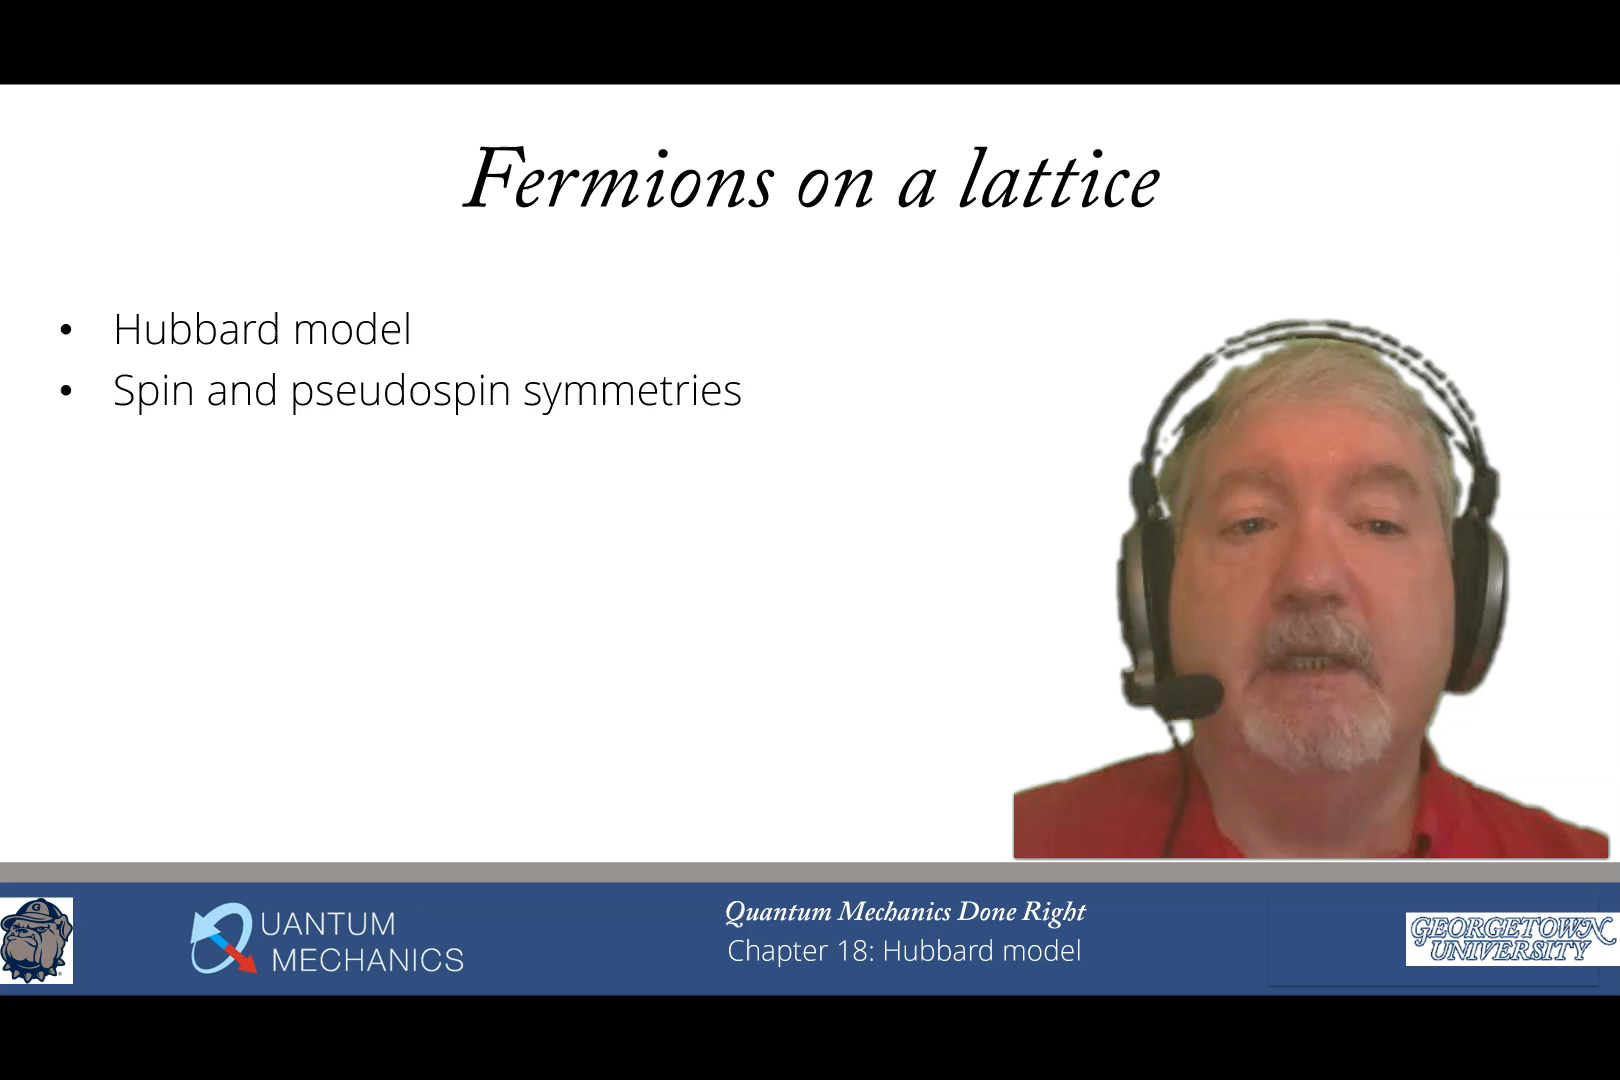 Fermions on a lattice
• Hubbard model
• Spin and pseudospin symmetries
G
QUANTUM
MECHANICS
Quantum Mechanics Done Right
Chapter 18: Hubbard model
GEORGETOWN
UNIVERSITY